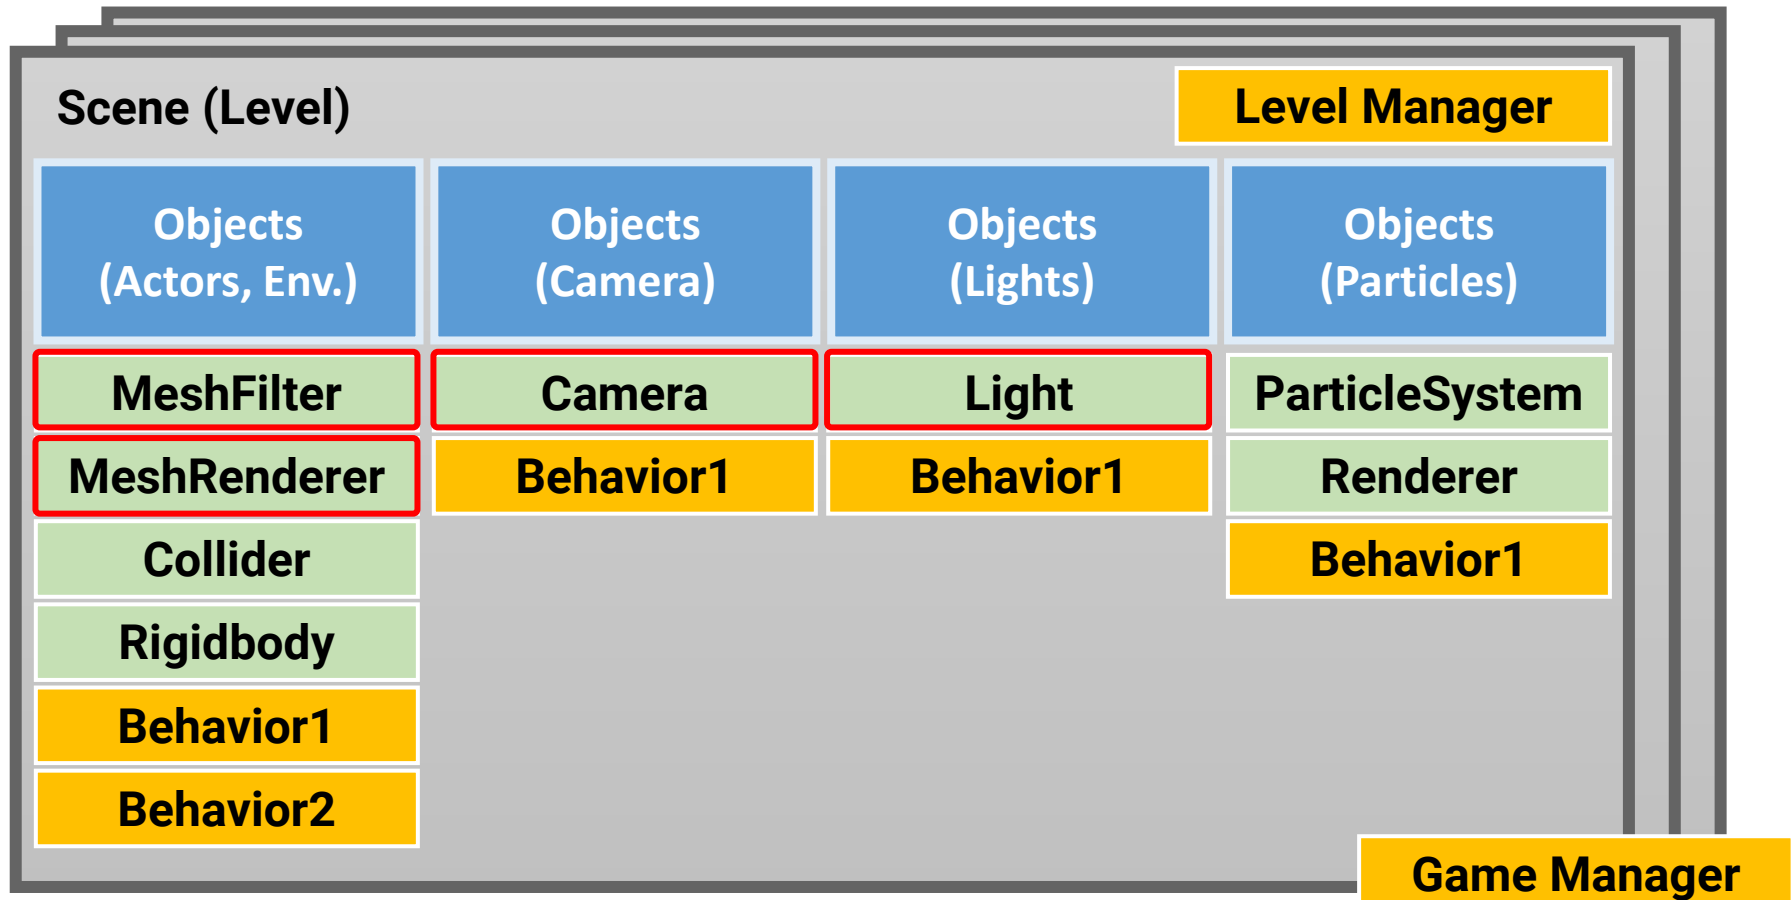 Scene (Level)
Level Manager
Objects
(Actors, Env.)
Objects
(Camera)
Objects
(Lights)
Objects
(Particles)
MeshFilter
Camera
Light
ParticleSystem
MeshRenderer
Behavior1
Behavior1
Renderer
Collider
Behavior1
Rigidbody
Behavior1
Behavior2
Game Manager